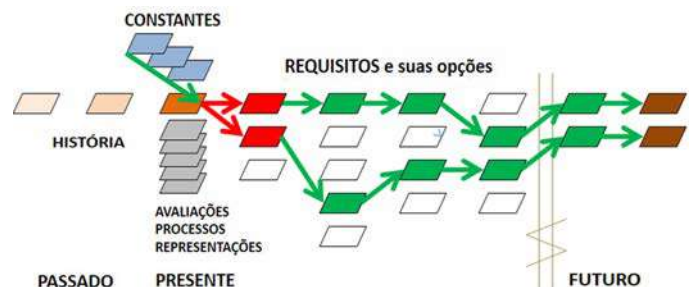 CONSTANTES
REQUISITOS e suas opções
HISTÓRIA
AVALIAÇÕES
PROCESSOS
REPRESENTAÇÕES
PASSADO
PRESENTE
FUTURO